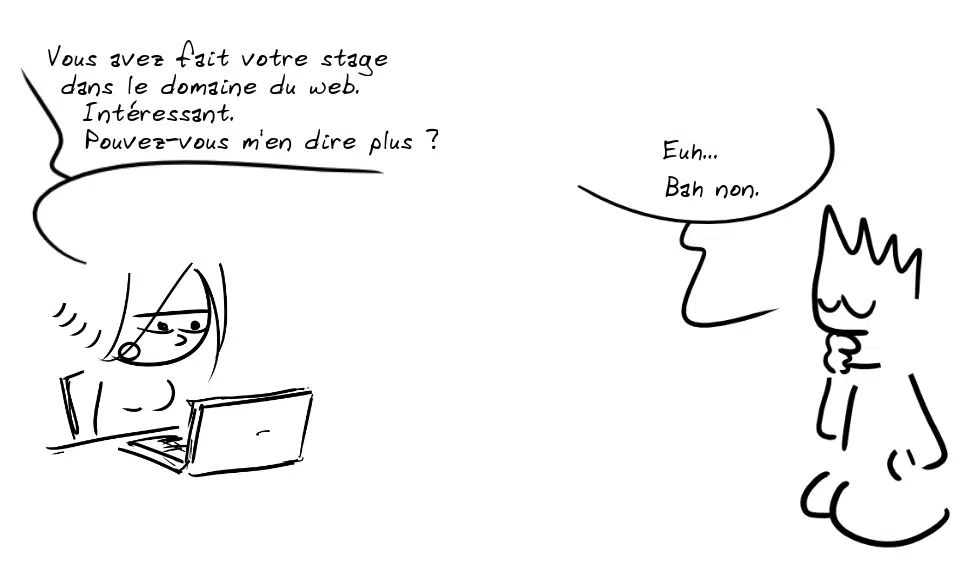 Vous avez fait votre stage
dans le domaine du web.
Intéressant.
Pouvez-vous m'en dire plus ?
Euh...
Bah non.